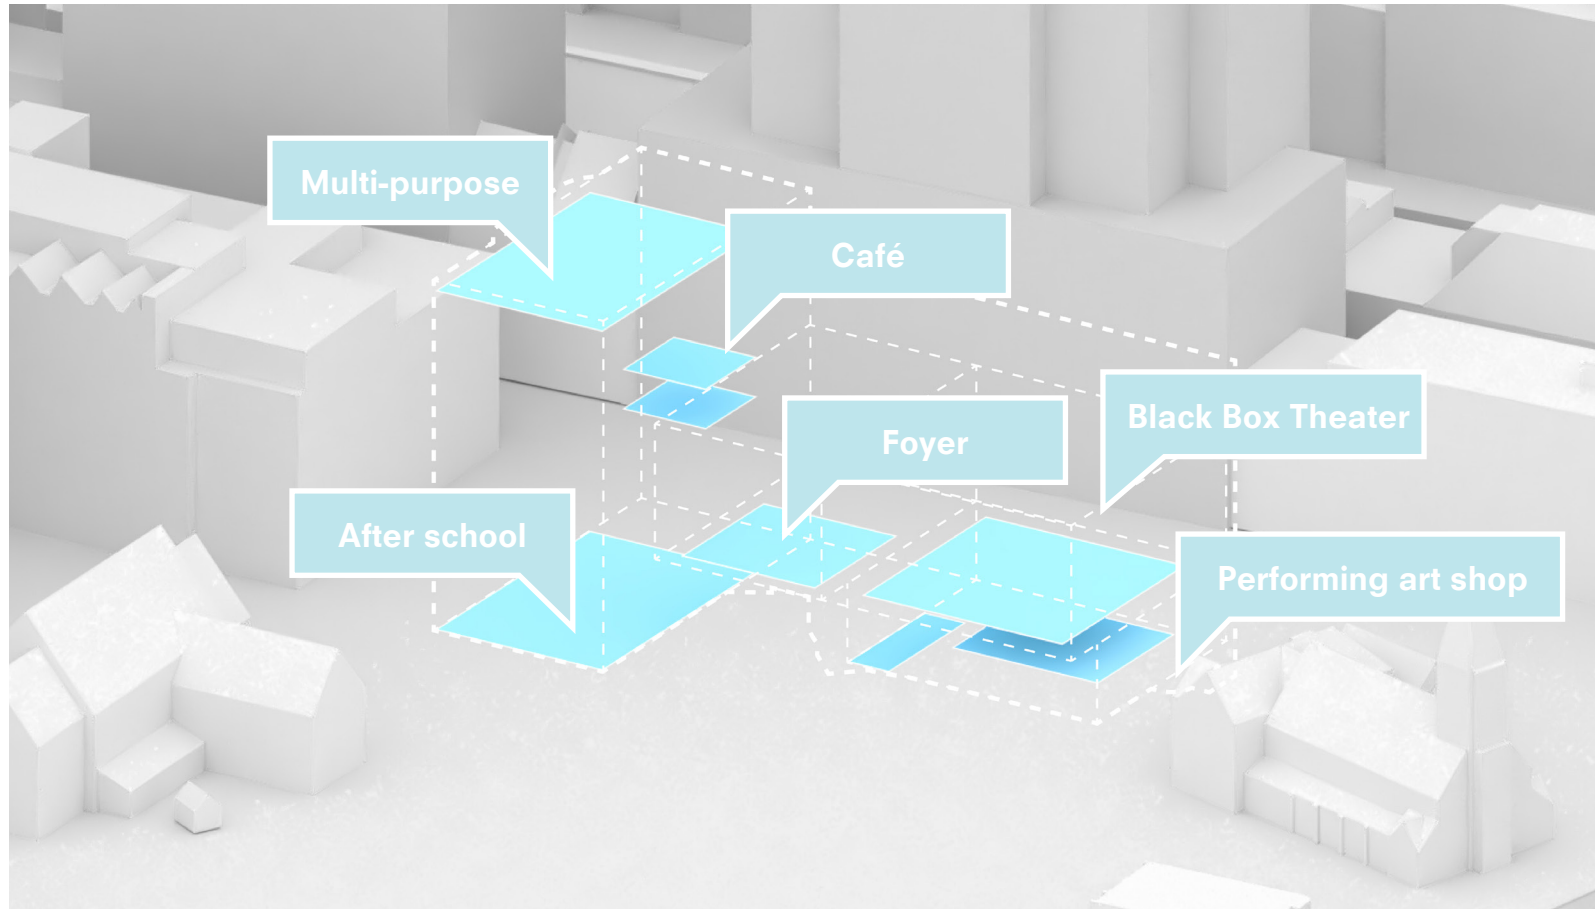 Multi-purpose
Café
Black Box Theater
Foyer
After school
Performing art shop